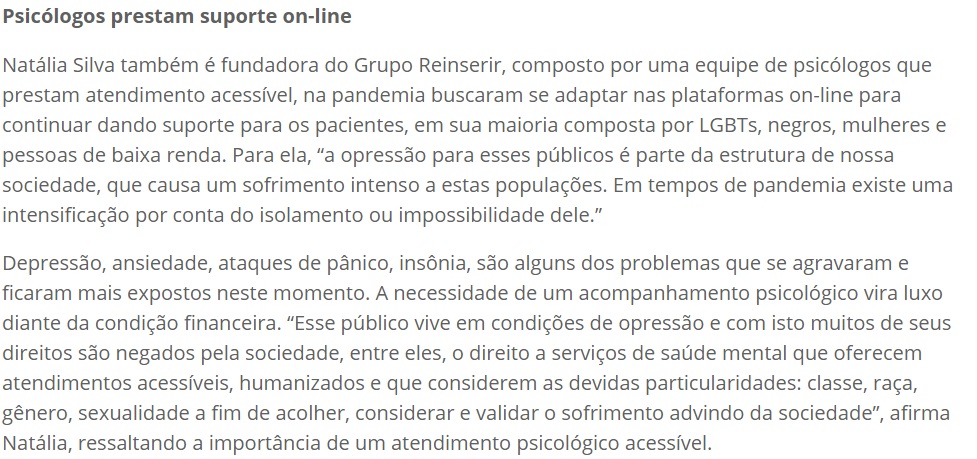 Psicólogos prestam suporte on-line
Natália Silva também é fundadora do Grupo Reinserir, composto por uma equipe de psicólogos que
prestam atendimento acessível, na pandemia buscaram se adaptar nas plataformas on-line para
continuar dando suporte para os pacientes, em sua maioria composta por LGBTs, negros, mulheres e
pessoas de baixa renda. Para ela, “a opressão para esses públicos é parte da estrutura de nossa
sociedade, que causa um sofrimento intenso a estas populações. Em tempos de pandemia existe uma
intensificação por conta do isolamento ou impossibilidade dele.”
Depressão, ansiedade, ataques de pânico, insônia, são alguns dos problemas que se agravaram e
ficaram mais expostos neste momento. A necessidade de um acompanhamento psicológico vira luxo
diante da condição financeira. “Esse público vive em condições de opressão e com isto muitos de seus
direitos são negados pela sociedade, entre eles, o direito a serviços de saúde mental que oferecem
atendimentos acessíveis, humanizados e que considerem as devidas particularidades: classe, raça,
gênero, sexualidade a fim de acolher, considerar e validar o sofrimento advindo da sociedade”, afirma
Natália, ressaltando a importância de um atendimento psicológico acessível.